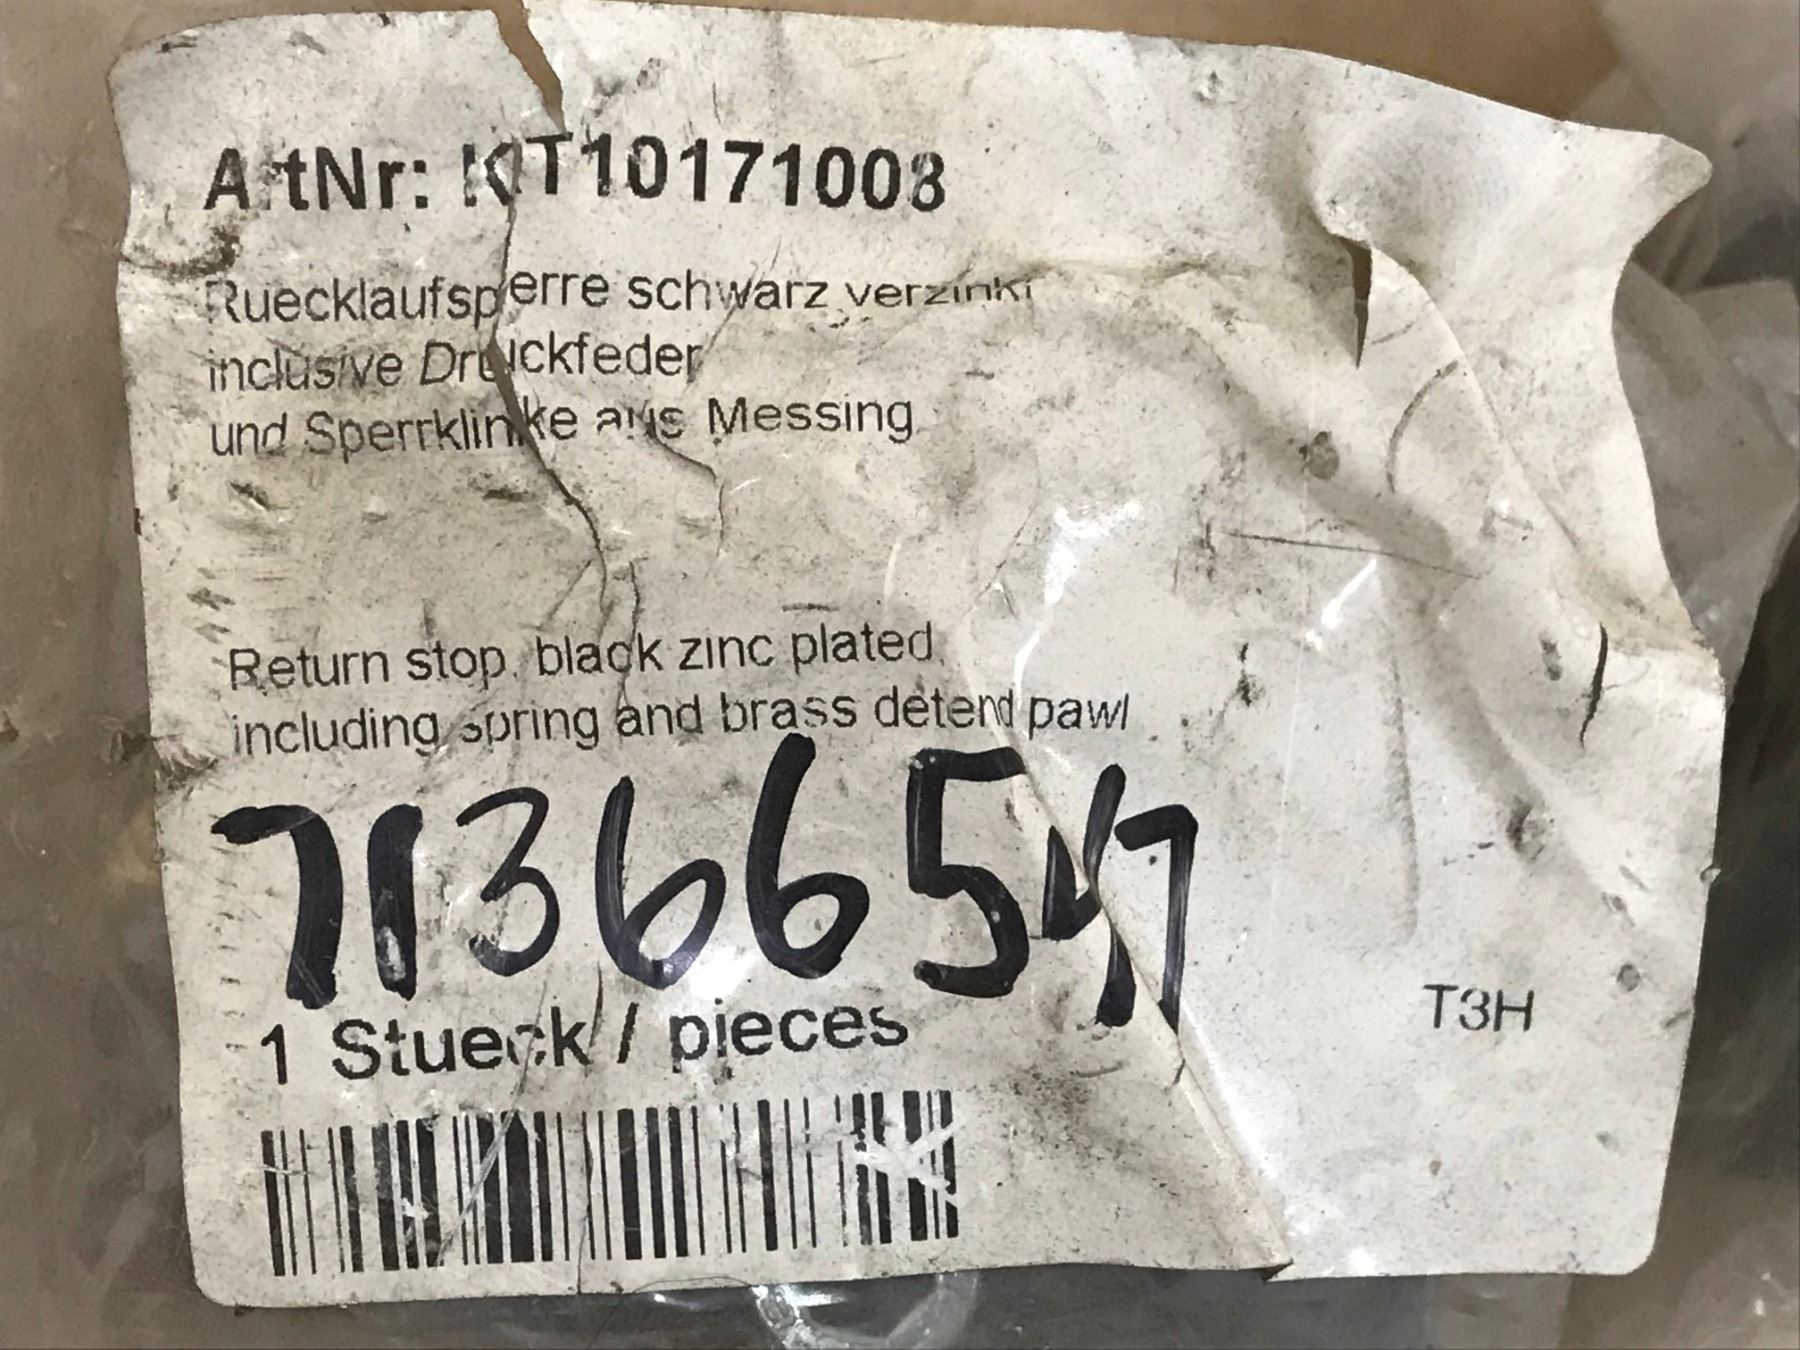 ArtNr: KT10171008
Ruecklaufsperre schwarz verzinkt
inclusive Druckfeder
und Sperrklinke aus Messing
Return stop, black zinc plated,
including spring and brass detend pawl
71366547
1 Stueck / pieces
T3H